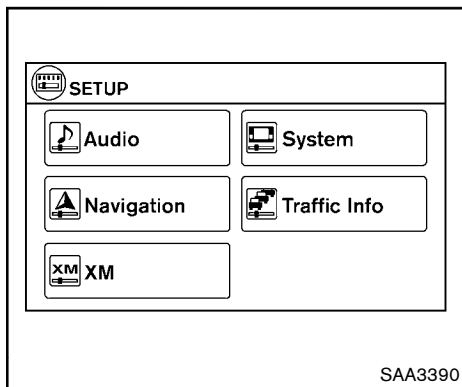 SETUP
Audio
System
Navigation
Traffic Info
XM XM
SAA3390